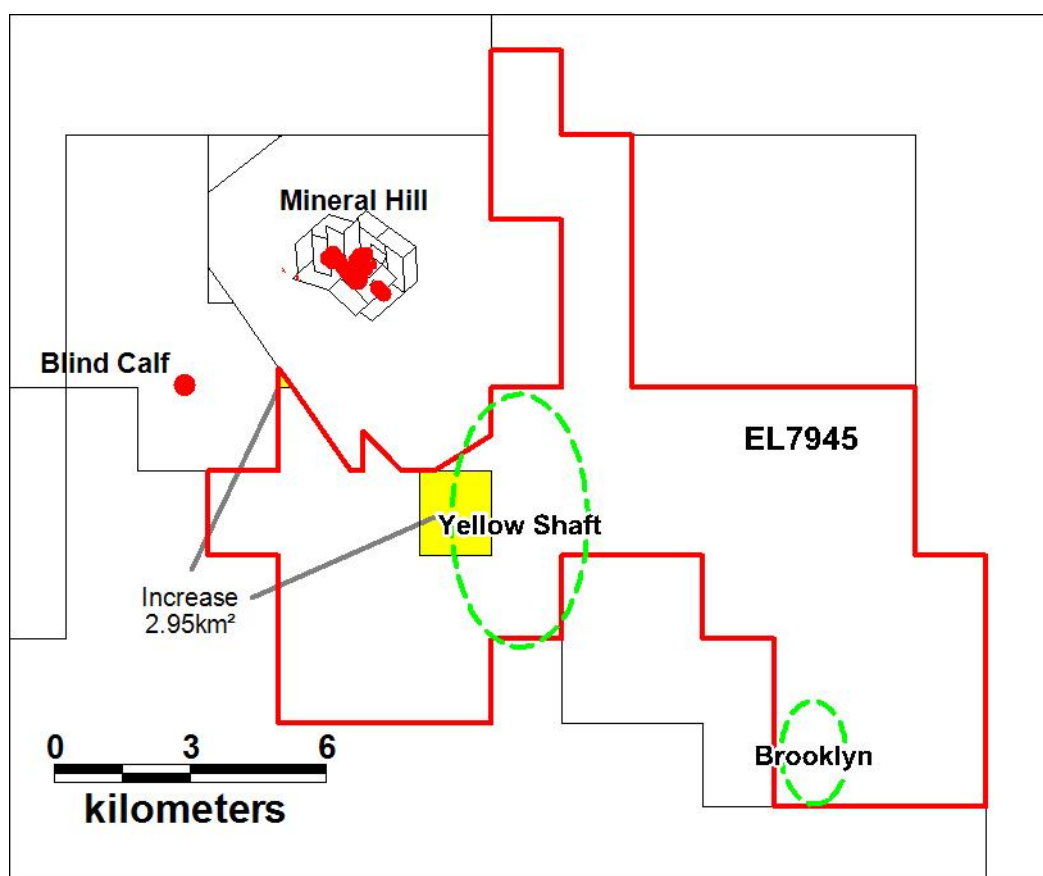 Mineral Hill
Blind Calf
EL7945
Yellow Shaft
Increase
2.95km²
0 3 6
kilometers
Brooklyn